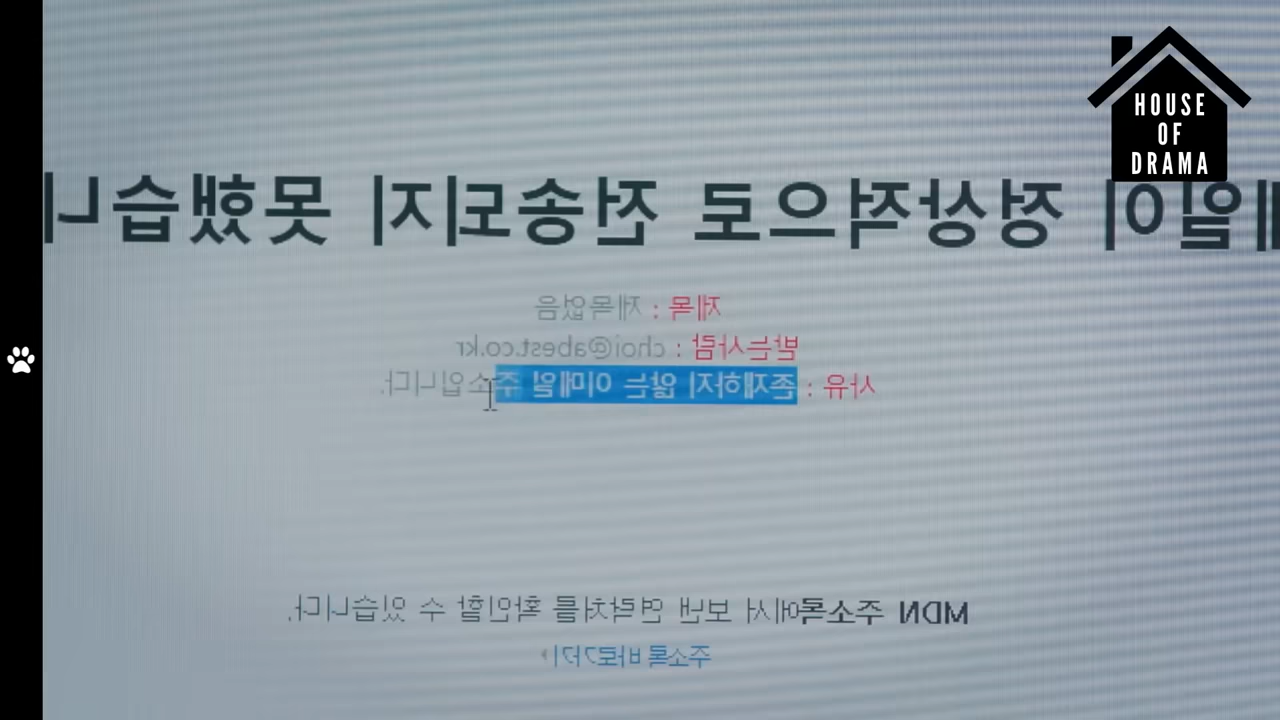 HOUSE
OF
DRAMA
메일이 정상적으로 전송되지 못했습니
제목 : 제목없음
받는사람 : choi@abest.co.kr
사유 : 존재하지 않는 이메일 주소입니다.
MDN 주소록에서 보낸 연락처를 확인할 수 있습니다.
주소록 바로가기